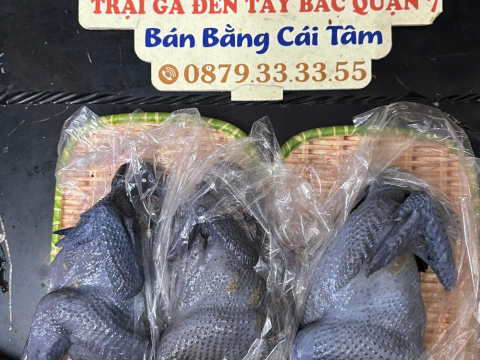 TRẠI GÀ ĐEN TÂY BẮC QUẬN 7
Bán Bằng Cái Tâm
0879.33.33.55